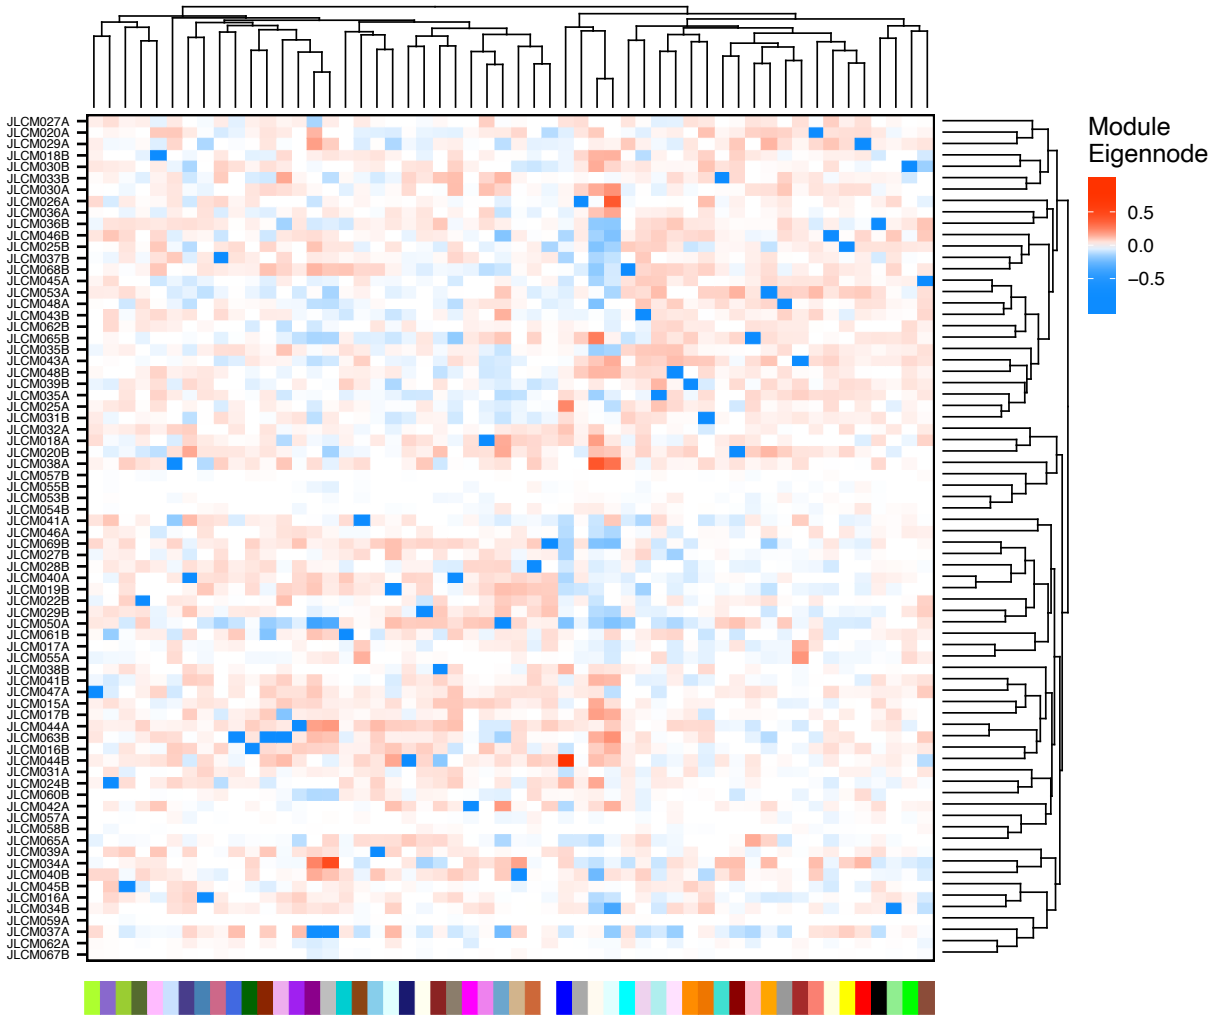 Module
Eigennode
0.5
0.0
−0.5
JLCM027A
JLCM020A
JLCM029A
JLCM018B
JLCM030B
JLCM033B
JLCM030A
JLCM026A
JLCM036A
JLCM036B
JLCM046B
JLCM025B
JLCM037B
JLCM068B
JLCM045A
JLCM053A
JLCM048A
JLCM043B
JLCM062B
JLCM065B
JLCM035B
JLCM043A
JLCM048B
JLCM039B
JLCM035A
JLCM025A
JLCM031B
JLCM032A
JLCM018A
JLCM020B
JLCM038A
JLCM057B
JLCM055B
JLCM053B
JLCM054B
JLCM041A
JLCM046A
JLCM069B
JLCM027B
JLCM028B
JLCM040A
JLCM019B
JLCM022B
JLCM029B
JLCM050A
JLCM061B
JLCM017A
JLCM055A
JLCM038B
JLCM041B
JLCM047A
JLCM015A
JLCM017B
JLCM044A
JLCM063B
JLCM016B
JLCM044B
JLCM031A
JLCM024B
JLCM060B
JLCM042A
JLCM057A
JLCM058B
JLCM065A
JLCM039A
JLCM034A
JLCM040B
JLCM045B
JLCM016A
JLCM034B
JLCM059A
JLCM037A
JLCM062A
JLCM067B